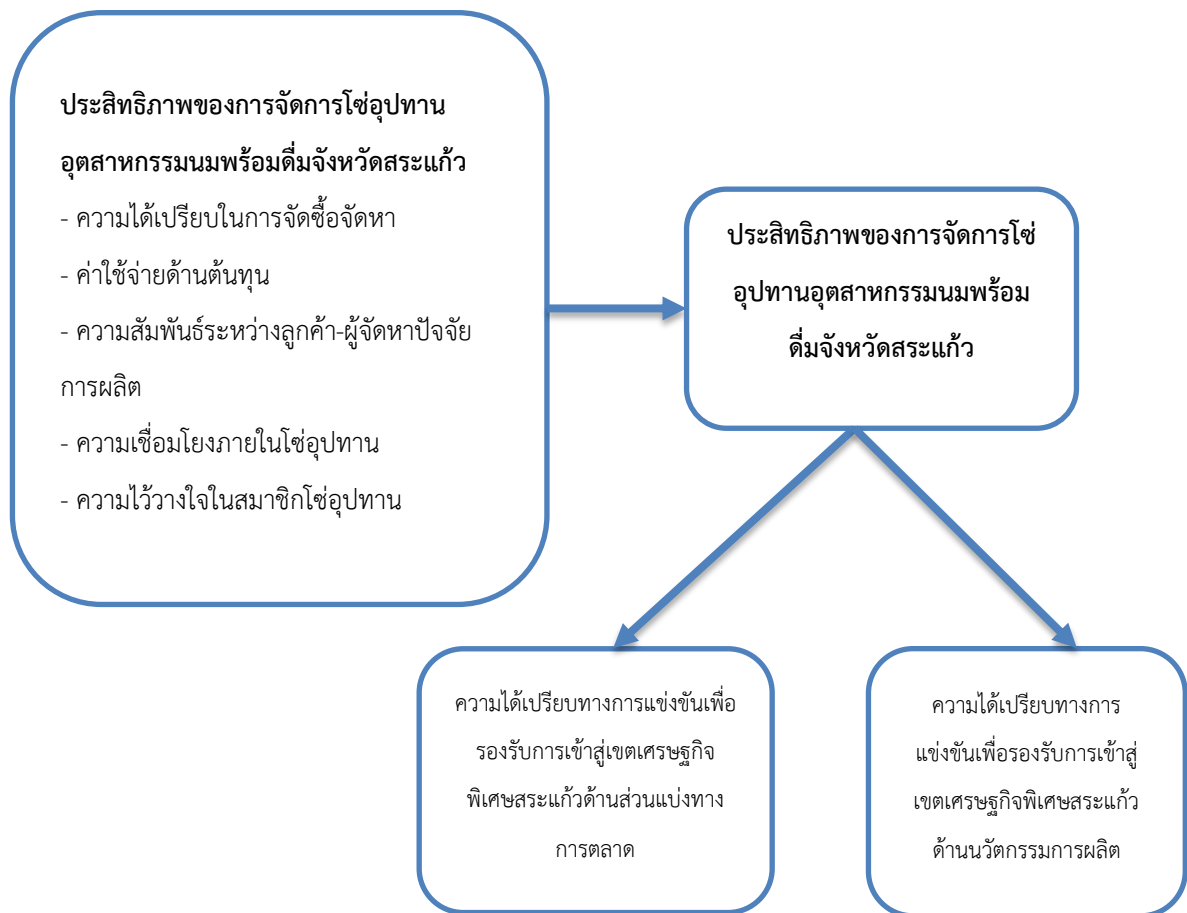 ประสิทธิภาพของการจัดการโซ่อุปทาน
อุตสาหกรรมนมพร้อมดื่มจังหวัดสระแก้ว
- ความได้เปรียบในการจัดซื้อจัดหา
- ค่าใช้จ่ายด้านต้นทุน
- ความสัมพันธ์ระหว่างลูกค้า-ผู้จัดหาปัจจัย
การผลิต
- ความเชื่อมโยงภายในโซ่อุปทาน
- ความไว้วางใจในสมาชิกโซ่อุปทาน
ประสิทธิภาพของการจัดการโซ่
อุปทานอุตสาหกรรมนมพร้อม
ดื่มจังหวัดสระแก้ว
ความได้เปรียบทางการแข่งขันเพื่อ
รองรับการเข้าสู่เขตเศรษฐกิจ
พิเศษสระแก้วด้านส่วนแบ่งทาง
การตลาด
ความได้เปรียบทางการ
แข่งขันเพื่อรองรับการเข้าสู่
เขตเศรษฐกิจพิเศษสระแก้ว
ด้านนวัตกรรมการผลิต